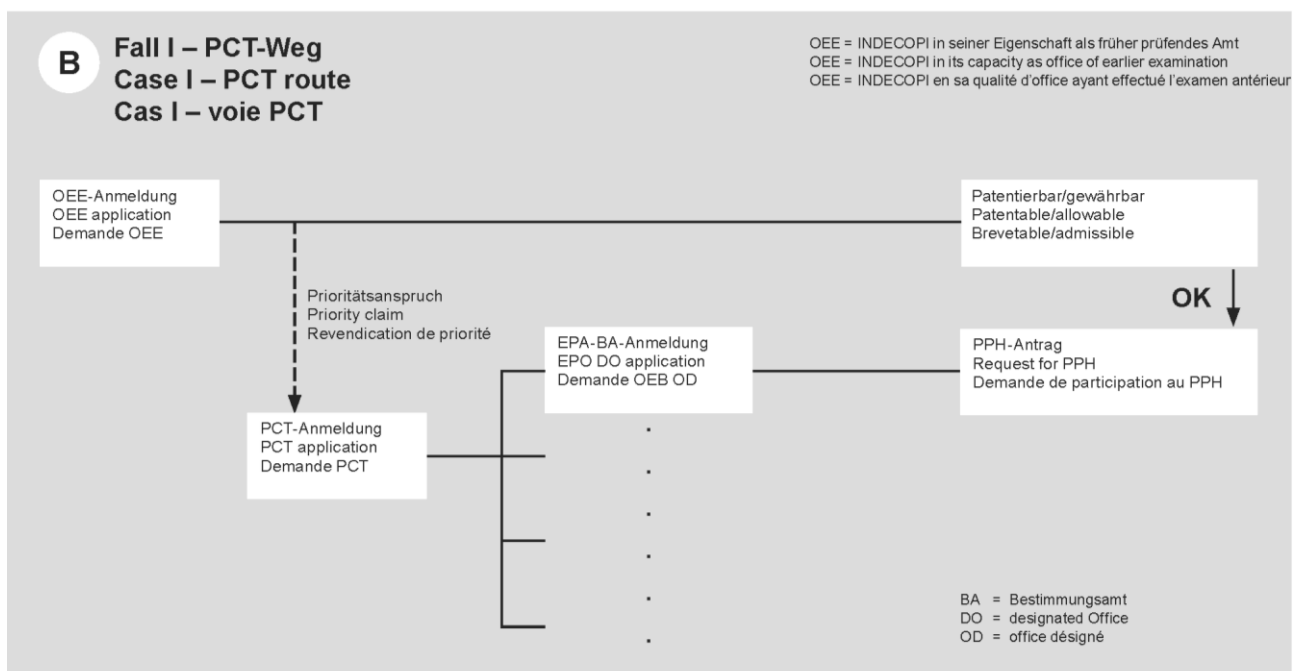 B
Fall I – PCT-Weg
Case I – PCT route
Cas I – voie PCT
OEE = INDECOPI in seiner Eigenschaft als früher prüfendes Amt
OEE = INDECOPI in its capacity as office of earlier examination
OEE = INDECOPI en sa qualité d'office ayant effectué l'examen antérieur
OEE-Anmeldung
OEE application
Demande OEE
Patentierbar/gewährbar
Patentable/allowable
Brevetable/admissible
Prioritätsanspruch
Priority claim
Revendication de priorité
OK
EPA-BA-Anmeldung
EPO DO application
Demande OEB OD
PPH-Antrag
Request for PPH
Demande de participation au PPH
PCT-Anmeldung
PCT application
Demande PCT
BA = Bestimmungsamt
DO = designated Office
OD = office désigné